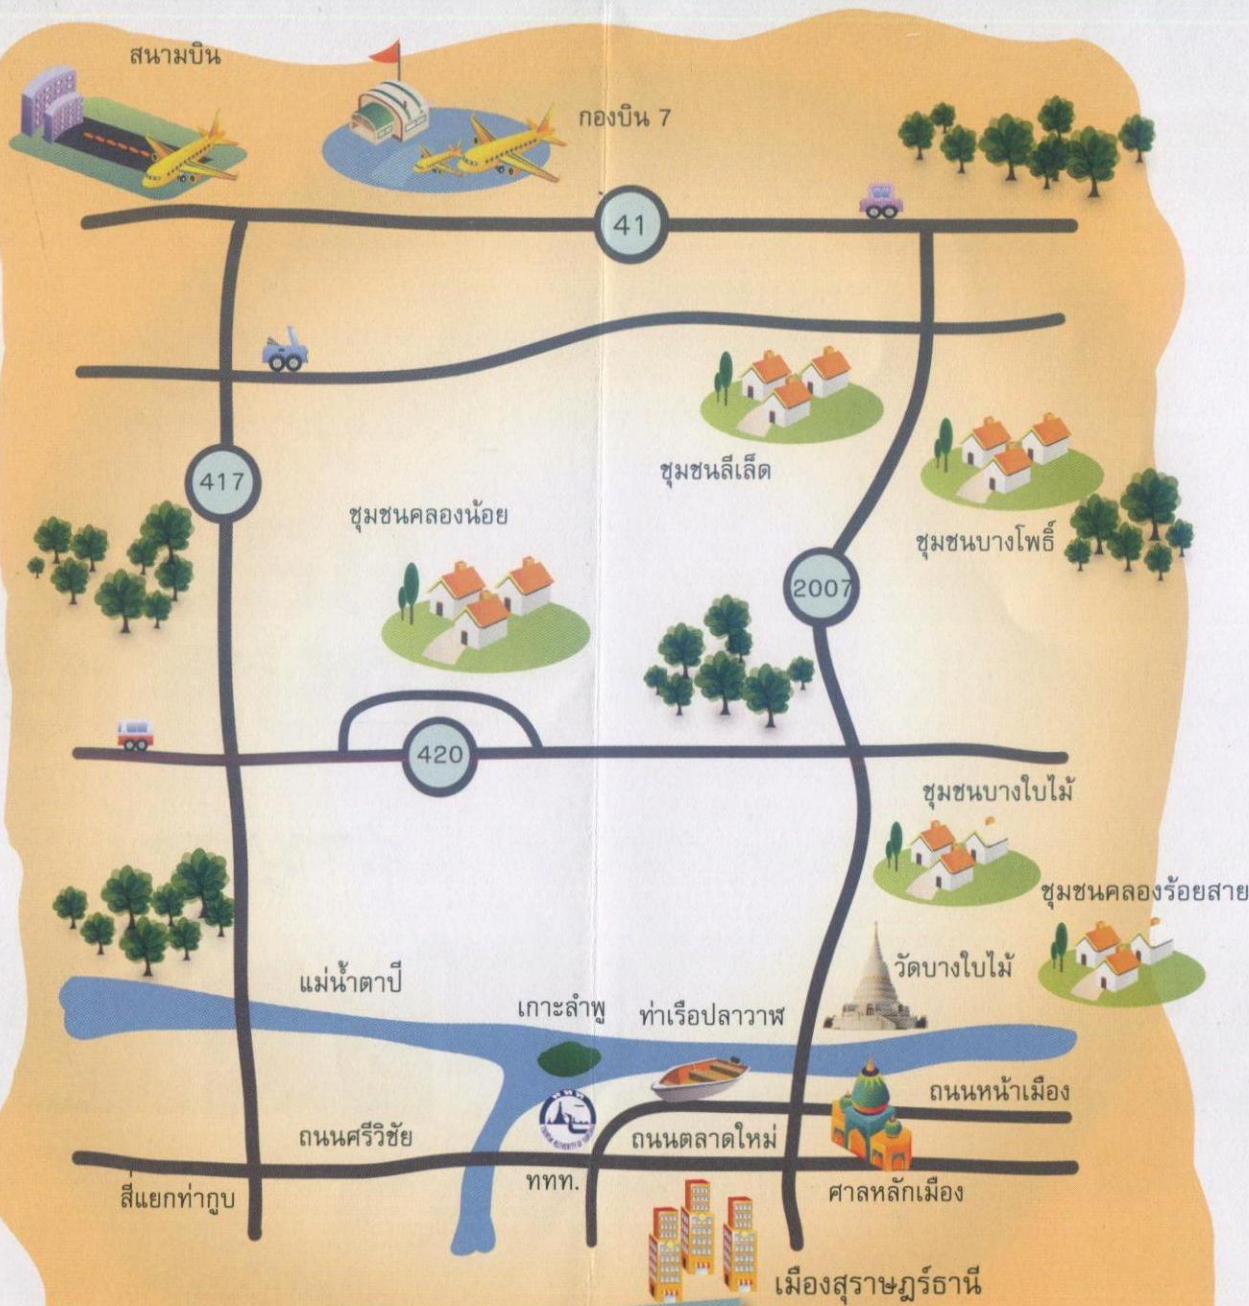 สนามบิน
กองบิน 7
41
417
ชุมชนลีเล็ด
ชุมชนคลองน้อย
ชุมชนบางโพธิ์
2007
420
ชุมชนบางใบไม้
ชุมชนคลองร้อยสาย
แม่น้ำตาปี
วัดบางใบไม้
เกาะลำพู
ท่าเรือปลาวาฬ
ถนนหน้าเมือง
ถนนศรีวิชัย
ถนนตลาดใหม่
ททท.
สี่แยกท่ากูบ
ศาลหลักเมือง
เมืองสุราษฎร์ธานี